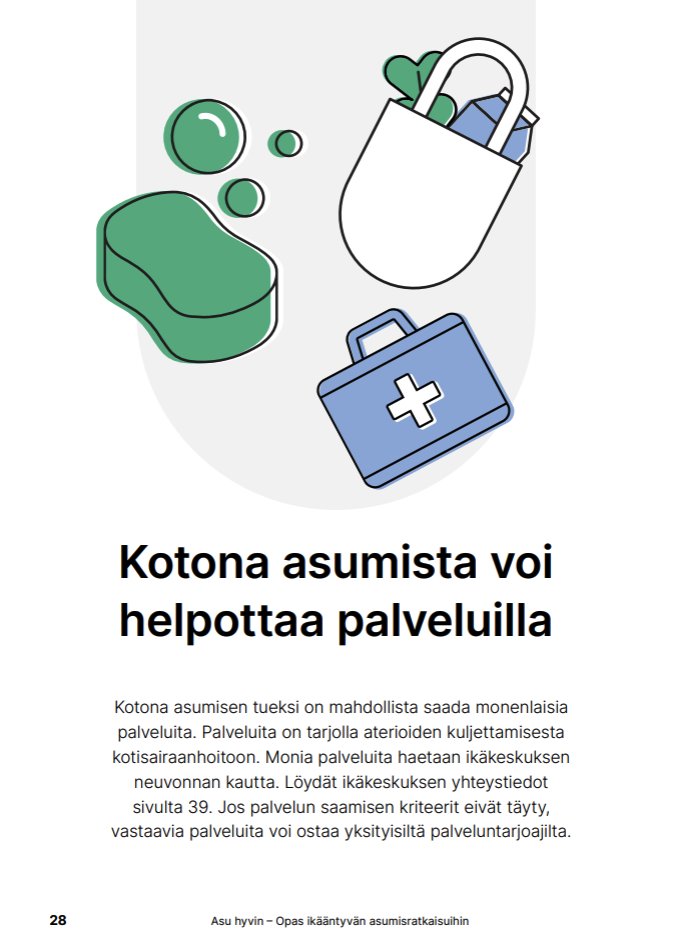 Kotona asumista voi
helpottaa palveluilla
Kotona asumisen tueksi on mahdollista saada monenlaisia
palveluita. Palveluita on tarjolla aterioiden kuljettamisesta
kotisairaanhoitoon. Monia palveluita haetaan ikäkeskuksen
neuvonnan kautta. Löydät ikäkeskuksen yhteystiedot
sivulta 39. Jos palvelun saamisen kriteerit eivät täyty,
vastaavia palveluita voi ostaa yksityisiltä palveluntarjoajilta.
28 Asu hyvin – Opas ikääntyvän asumisratkaisuihin